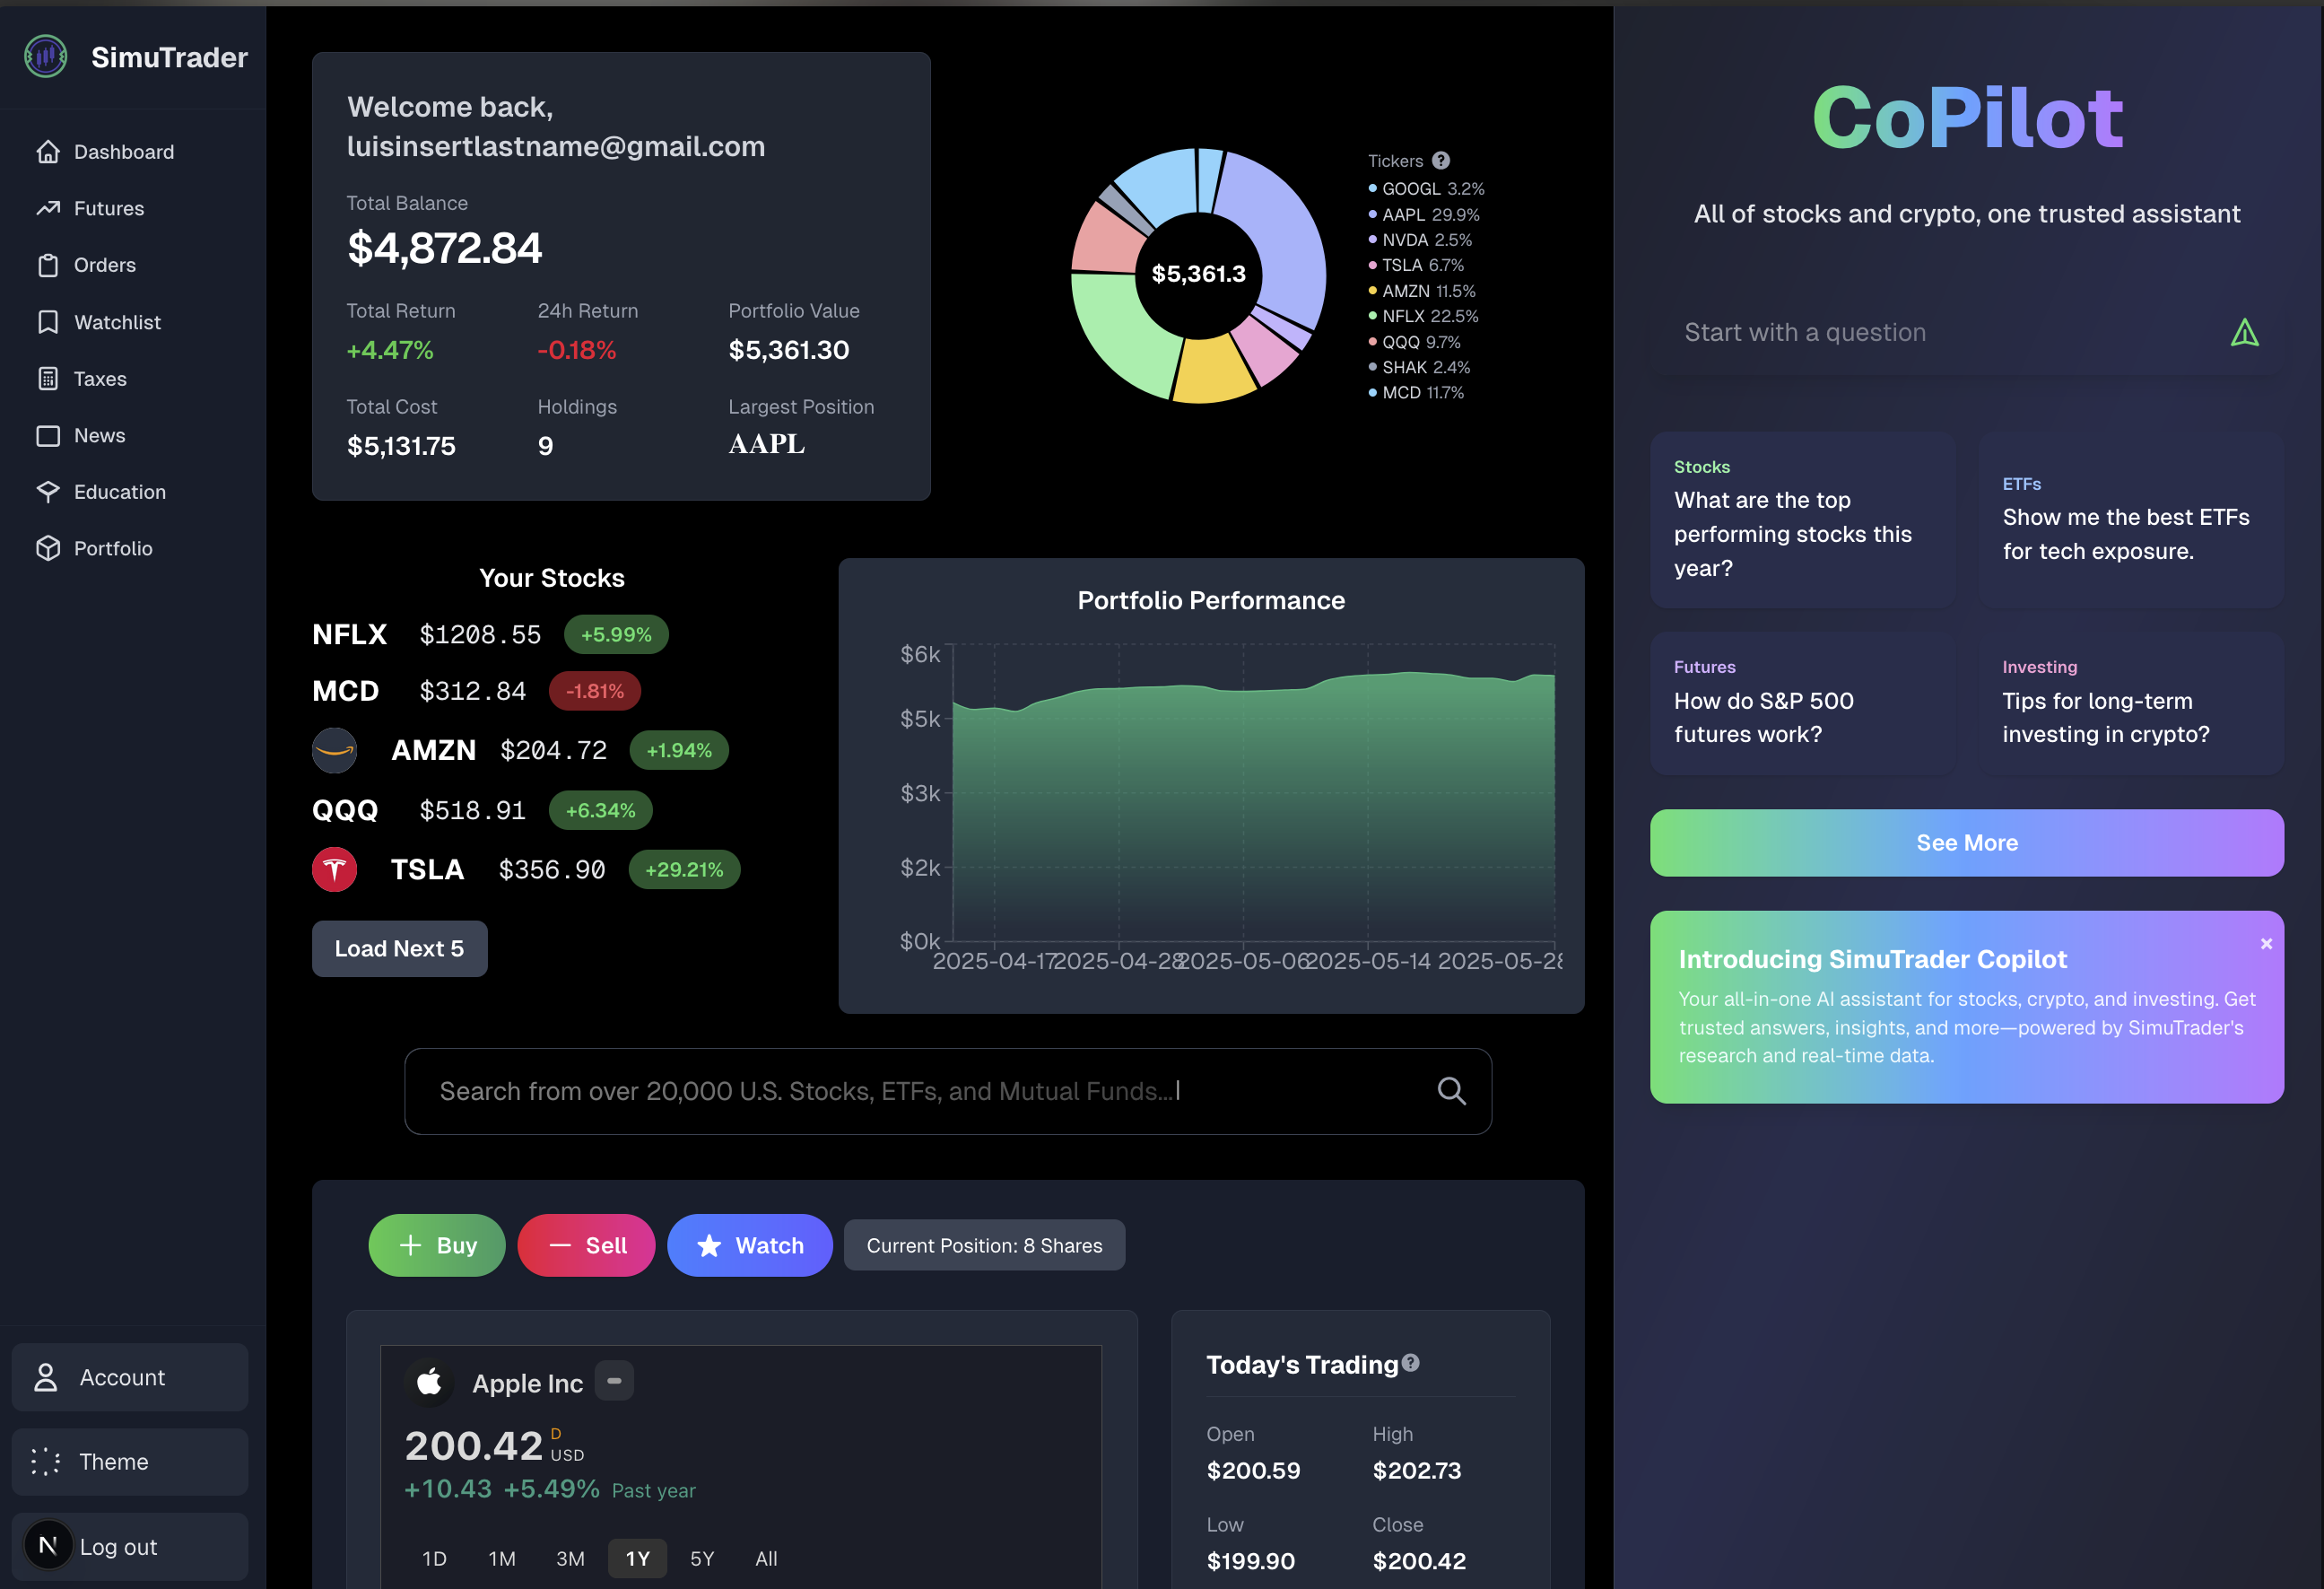 SimuTrader
Dashboard
Futures
Orders
Watchlist
Taxes
News
Education
Portfolio
Account
Theme
N
Log out
Welcome back,
luisinsertlastname@gmail.com
Total Balance
$4,872.84
Total Return
24h Return
Portfolio Value
+4.47%
-0.18%
$5,361.30
Total Cost
Holdings
Largest Position
$5,131.75
9
AAPL
$5,361.3
Tickers ?
GOOGL 3.2%
AAPL 29.9%
NVDA 2.5%
TSLA 6.7%
AMZN 11.5%
NFLX 22.5%
QQQ 9.7%
SHAK 2.4%
MCD 11.7%
Your Stocks
NFLX $1208.55 +5.99%
MCD $312.84 -1.81%
AMZN $204.72 +1.94%
QQQ $518.91 +6.34%
TSLA $356.90 +29.21%
Load Next 5
Portfolio Performance
$6k
$5k
$3k
$2k
$0k
2025-04-17 2025-04-28 2025-05-06 2025-05-14 2025-05-28
Search from over 20,000 U.S. Stocks, ETFs, and Mutual Funds...
Buy
Sell
Watch
Current Position: 8 Shares
Apple Inc
200.42 D
USD
+10.43 +5.49% Past year
1D 1M 3M 1Y 5Y All
Today's Trading ?
Open
High
$200.59
$202.73
Low
Close
$199.90
$200.42
CoPilot
All of stocks and crypto, one trusted assistant
Start with a question
Stocks
What are the top
performing stocks this
year?
ETFs
Show me the best ETFs
for tech exposure.
Futures
How do S&P 500
futures work?
Investing
Tips for long-term
investing in crypto?
See More
Introducing SimuTrader Copilot
×
Your all-in-one AI assistant for stocks, crypto, and investing. Get
trusted answers, insights, and more—powered by SimuTrader's
research and real-time data.